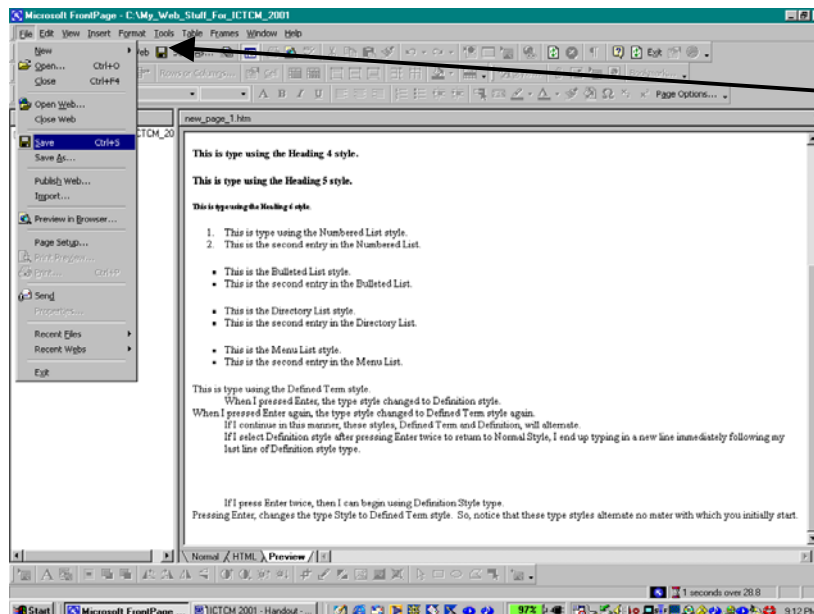 Microsoft FrontPage - C:\My_Web_Stuff_For_ICTCM_2001
File Edit View Insert Format Tools Table Frames Window Help
New
Open... Ctrl+O
Close Ctrl+F4
Open Web...
Close Web
Save Ctrl+S
Save As...
Publish Web...
Import...
Preview in Browser...
Page Setup...
Print Preview
Print... Ctrl+P
Send
Properties...
Recent Files
Recent Webs
Exit
Exit
Page Options...
new_page_1.htm
This is type using the Heading 4 style.
This is type using the Heading 5 style.
This is type using the Heading 6 style.
1. This is type using the Numbered List style.
2. This is the second entry in the Numbered List.
• This is the Bulleted List style.
• This is the second entry in the Bulleted List.
• This is the Directory List style.
• This is the second entry in the Directory List.
• This is the Menu List style.
• This is the second entry in the Menu List.
This is type using the Defined Term style.
When I pressed Enter, the type style changed to Definition style.
When I pressed Enter again, the type style changed to Defined Term style again.
If I continue in this manner, these styles, Defined Term and Definition, will alternate.
If I select Definition style after pressing Enter twice to return to Normal Style, I end up typing in a new line immediately following my
last line of Definition style type.
If I press Enter twice, then I can begin using Definition Style type.
Pressing Enter, changes the type Style to Defined Term style. So, notice that these type styles alternate no mater with which you initially start.
Normal HTML Preview
1 seconds over 28.8
Start Microsoft FrontPage ... ICTCM 2001 - Handout - ... 97% 9:12 PM